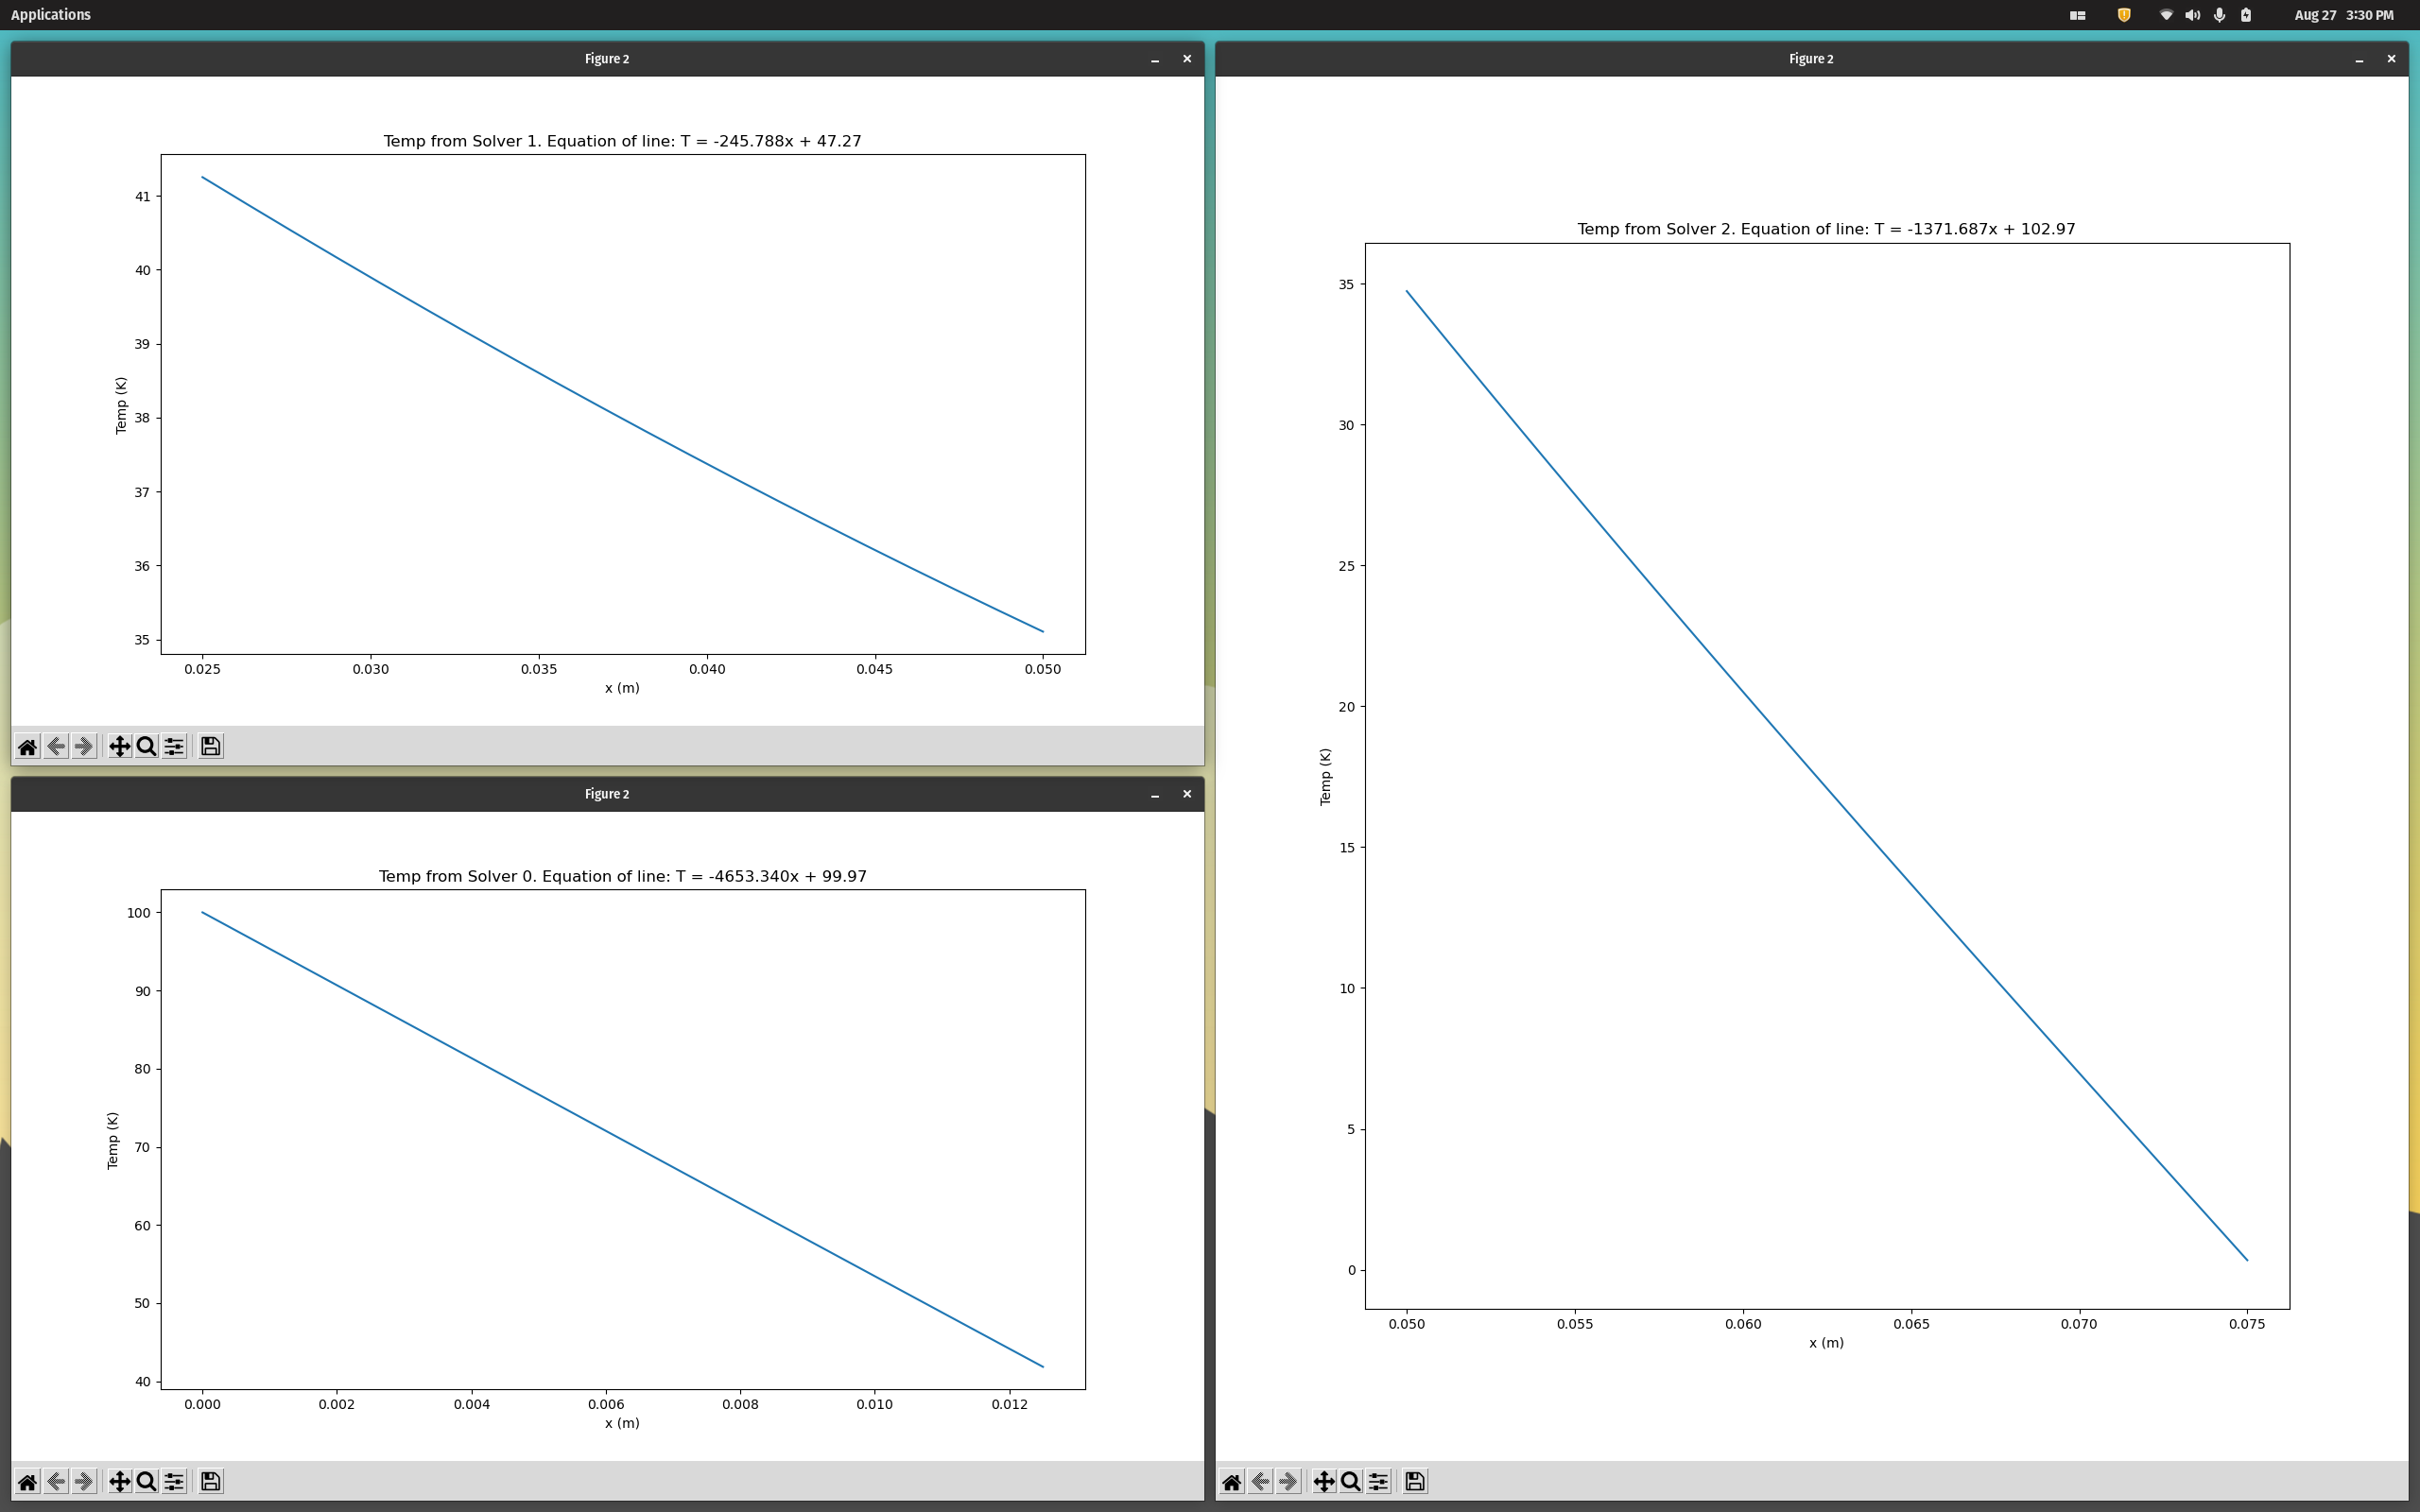 Applications
Aug 27 3:30 PM
Figure 2
Temp from Solver 1. Equation of line: T = -245.788x + 47.27
41
40
39
38
37
36
35
Temp (K)
0.025 0.030 0.035 0.040 0.045 0.050
x (m)
Figure 2
Temp from Solver 0. Equation of line: T = -4653.340x + 99.97
100
90
80
70
60
50
40
Temp (K)
0.000 0.002 0.004 0.006 0.008 0.010 0.012
x (m)
Figure 2
Temp from Solver 2. Equation of line: T = -1371.687x + 102.97
35
30
25
20
15
10
5
0
Temp (K)
0.050 0.055 0.060 0.065 0.070 0.075
x (m)